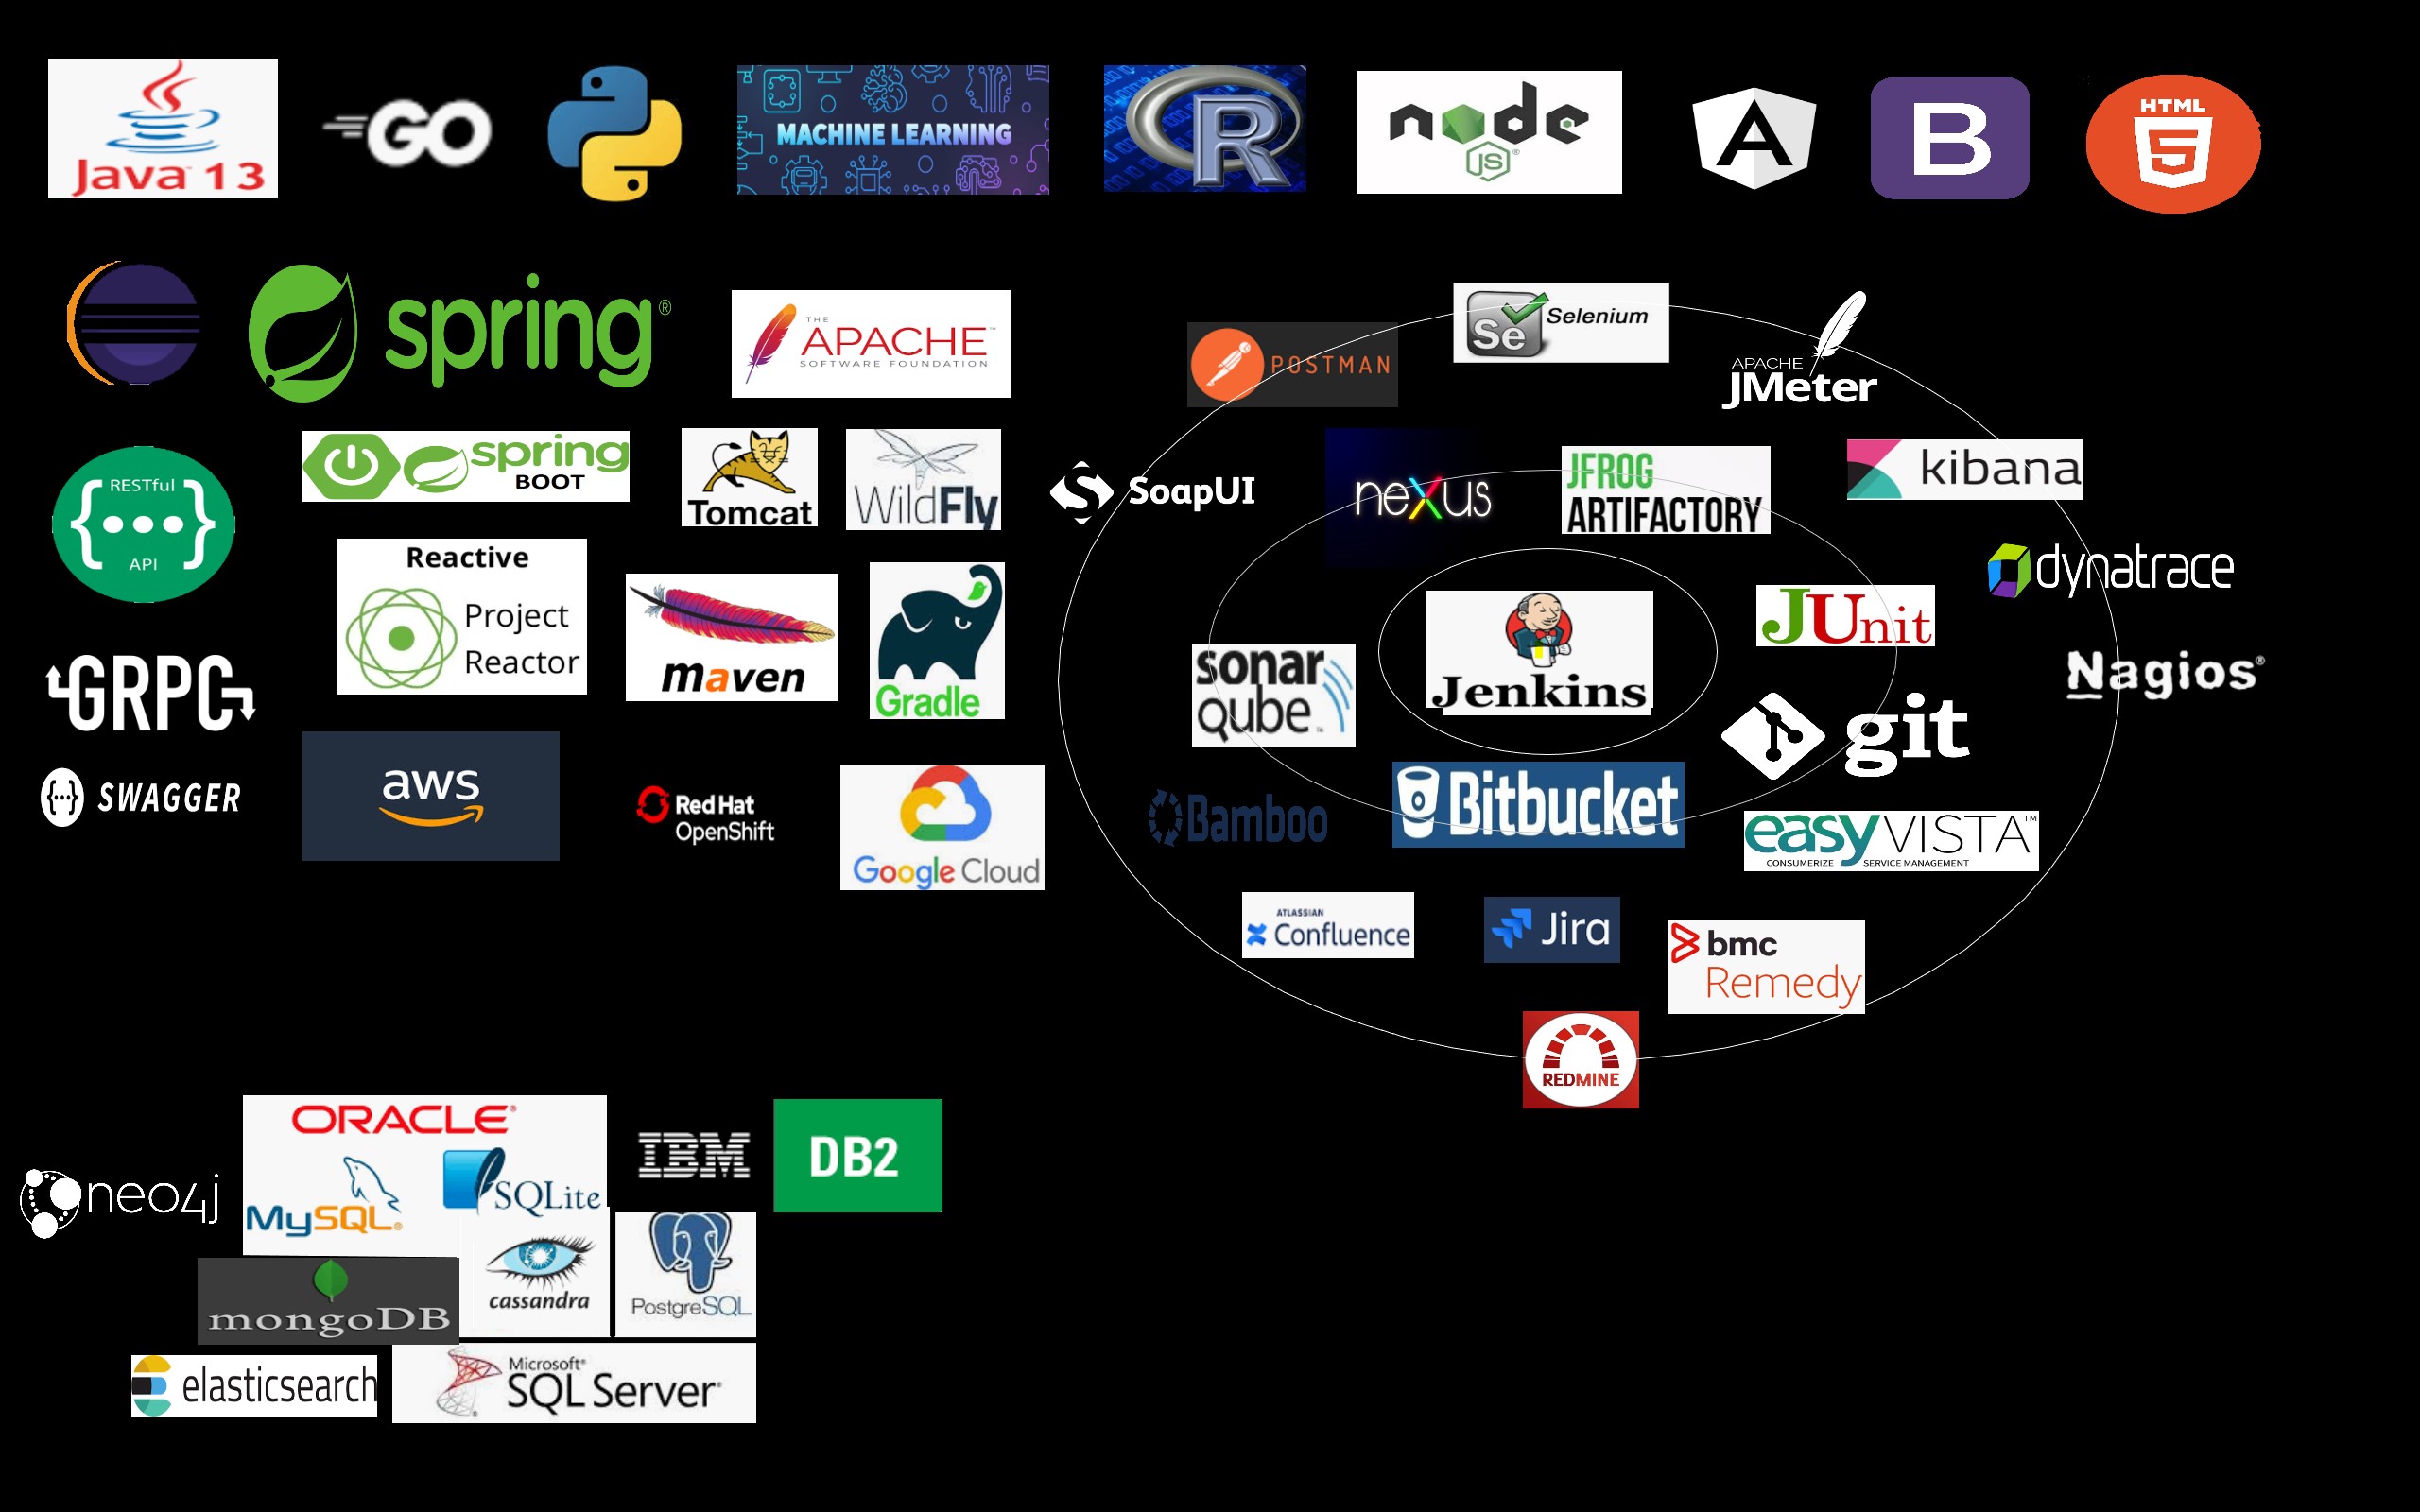 Java 13
GO
MACHINE LEARNING
R
node
JS
A
B
HTML
5
spring
THE
APACHE
SOFTWARE FOUNDATION
POSTMAN
Se Selenium
APACHE
JMeter
RESTful
{...}
API
spring
BOOT
Tomcat
WildFly
SoapUI
nexus
JFROG
ARTIFACTORY
kibana
Reactive
Project
Reactor
maven
Gradle
dynatrace
JUnit
Jenkins
sonar
qube
Nagios
GRPC
git
SWAGGER
aws
Red Hat
OpenShift
Google Cloud
Bamboo
Bitbucket
easyVISTA™
CONSUMERIZE SERVICE MANAGEMENT
ATLASSIAN
Confluence
Jira
bmc
Remedy
REDMINE
ORACLE
IBM
DB2
neo4j
MySQL
SQLite
cassandra
PostgreSQL
mongoDB
elasticsearch
Microsoft
SQL Server